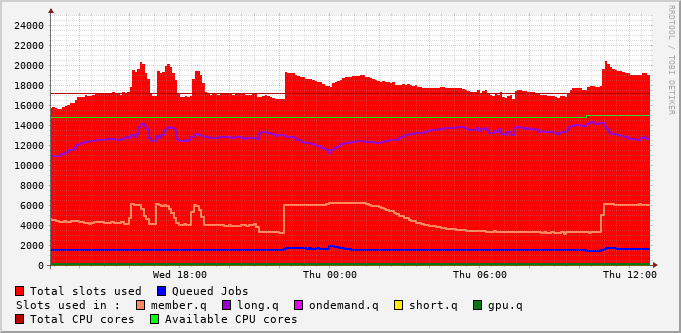 RRDTOOL / TOBI OETIKER
24000
22000
20000
18000
16000
14000
12000
10000
8000
6000
4000
2000
0
Wed 18:00 Thu 00:00 Thu 06:00 Thu 12:00
Total slots used Queued Jobs
Slots used in : member.q long.q ondemand.q short.q gpu.q
Total CPU cores Available CPU cores